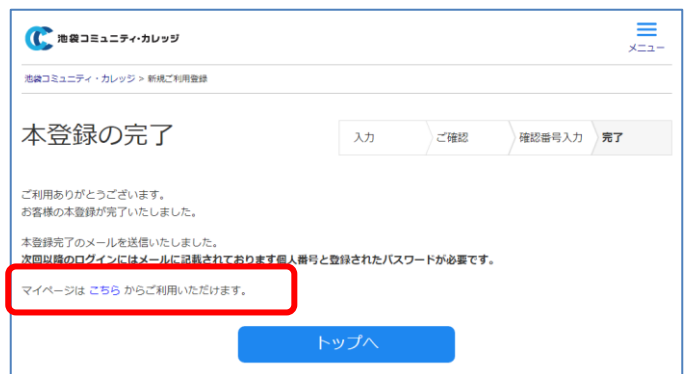 池袋コミュニティ・カレッジ
メニュー
池袋コミュニティ・カレッジ > 新規ご利用登録
本登録の完了
入力 ご確認 確認番号入力 完了
ご利用ありがとうございます。
お客様の本登録が完了いたしました。
本登録完了のメールを送信いたしました。
次回以降のログインにはメールに記載されております個人番号と登録されたパスワードが必要です。
マイページは こちら からご利用いただけます。
トップへ